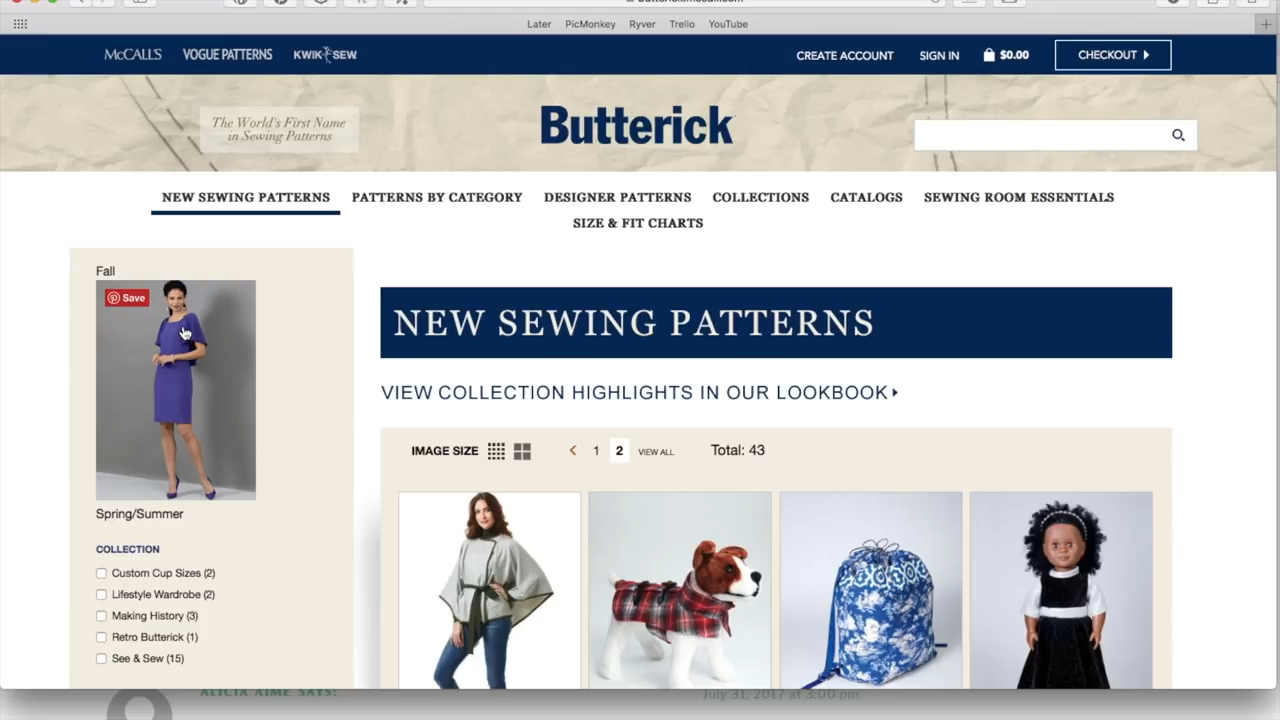 Later PicMonkey Ryver Trello YouTube
McCALL'S VOGUE PATTERNS KWIK SEW CREATE ACCOUNT SIGN IN $0.00 CHECKOUT
The World's First Name
in Sewing Patterns
Butterick
NEW SEWING PATTERNS PATTERNS BY CATEGORY DESIGNER PATTERNS COLLECTIONS CATALOGS SEWING ROOM ESSENTIALS
SIZE & FIT CHARTS
Fall
Save
Spring/Summer
COLLECTION
Custom Cup Sizes (2)
Lifestyle Wardrobe (2)
Making History (3)
Retro Butterick (1)
See & Sew (15)
NEW SEWING PATTERNS
VIEW COLLECTION HIGHLIGHTS IN OUR LOOKBOOK
IMAGE SIZE 1 2 VIEW ALL Total: 43
ALICIA AIME SAYS: July 31, 2017 at 3:00 pm